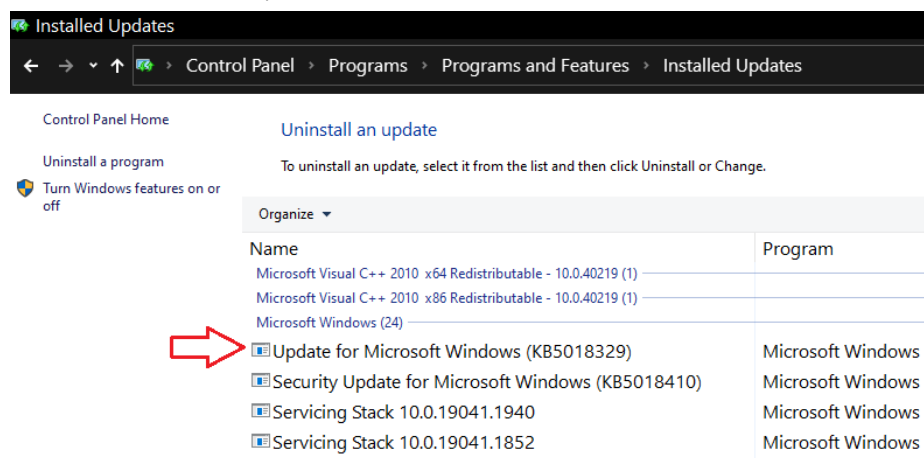 Installed Updates
Control Panel > Programs > Programs and Features > Installed Updates
Control Panel Home
Uninstall a program
Turn Windows features on or
off
Uninstall an update
To uninstall an update, select it from the list and then click Uninstall or Change.
Organize
Name Program
Microsoft Visual C++ 2010 x64 Redistributable - 10.0.40219 (1)
Microsoft Visual C++ 2010 x86 Redistributable - 10.0.40219 (1)
Microsoft Windows (24)
Update for Microsoft Windows (KB5018329) Microsoft Windows
Security Update for Microsoft Windows (KB5018410) Microsoft Windows
Servicing Stack 10.0.19041.1940 Microsoft Windows
Servicing Stack 10.0.19041.1852 Microsoft Windows